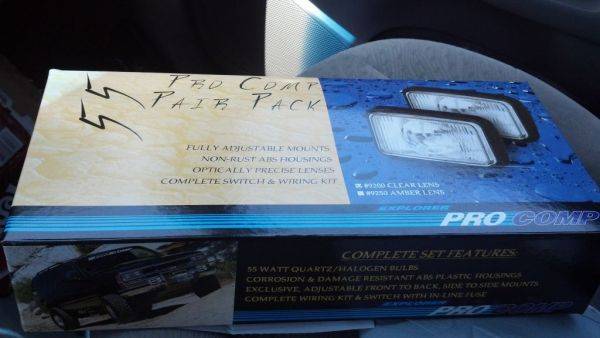 55 PRO COMP
PAIR PACK
FULLY ADJUSTABLE MOUNTS
NON-RUST ABS HOUSINGS
OPTICALLY PRECISE LENSES
COMPLETE SWITCH & WIRING KIT
#9200 CLEAR LENS
#9250 AMBER LENS
EXPLORER
PRO COMP
COMPLETE SET FEATURES:
55 WATT QUARTZ/HALOGEN BULBS
CORROSION & DAMAGE RESISTANT ABS PLASTIC HOUSINGS
EXCLUSIVE, ADJUSTABLE FRONT TO BACK, SIDE TO SIDE MOUNTS
COMPLETE WIRING KIT & SWITCH WITH IN-LINE FUSE
EXPLORER
PRO COMP